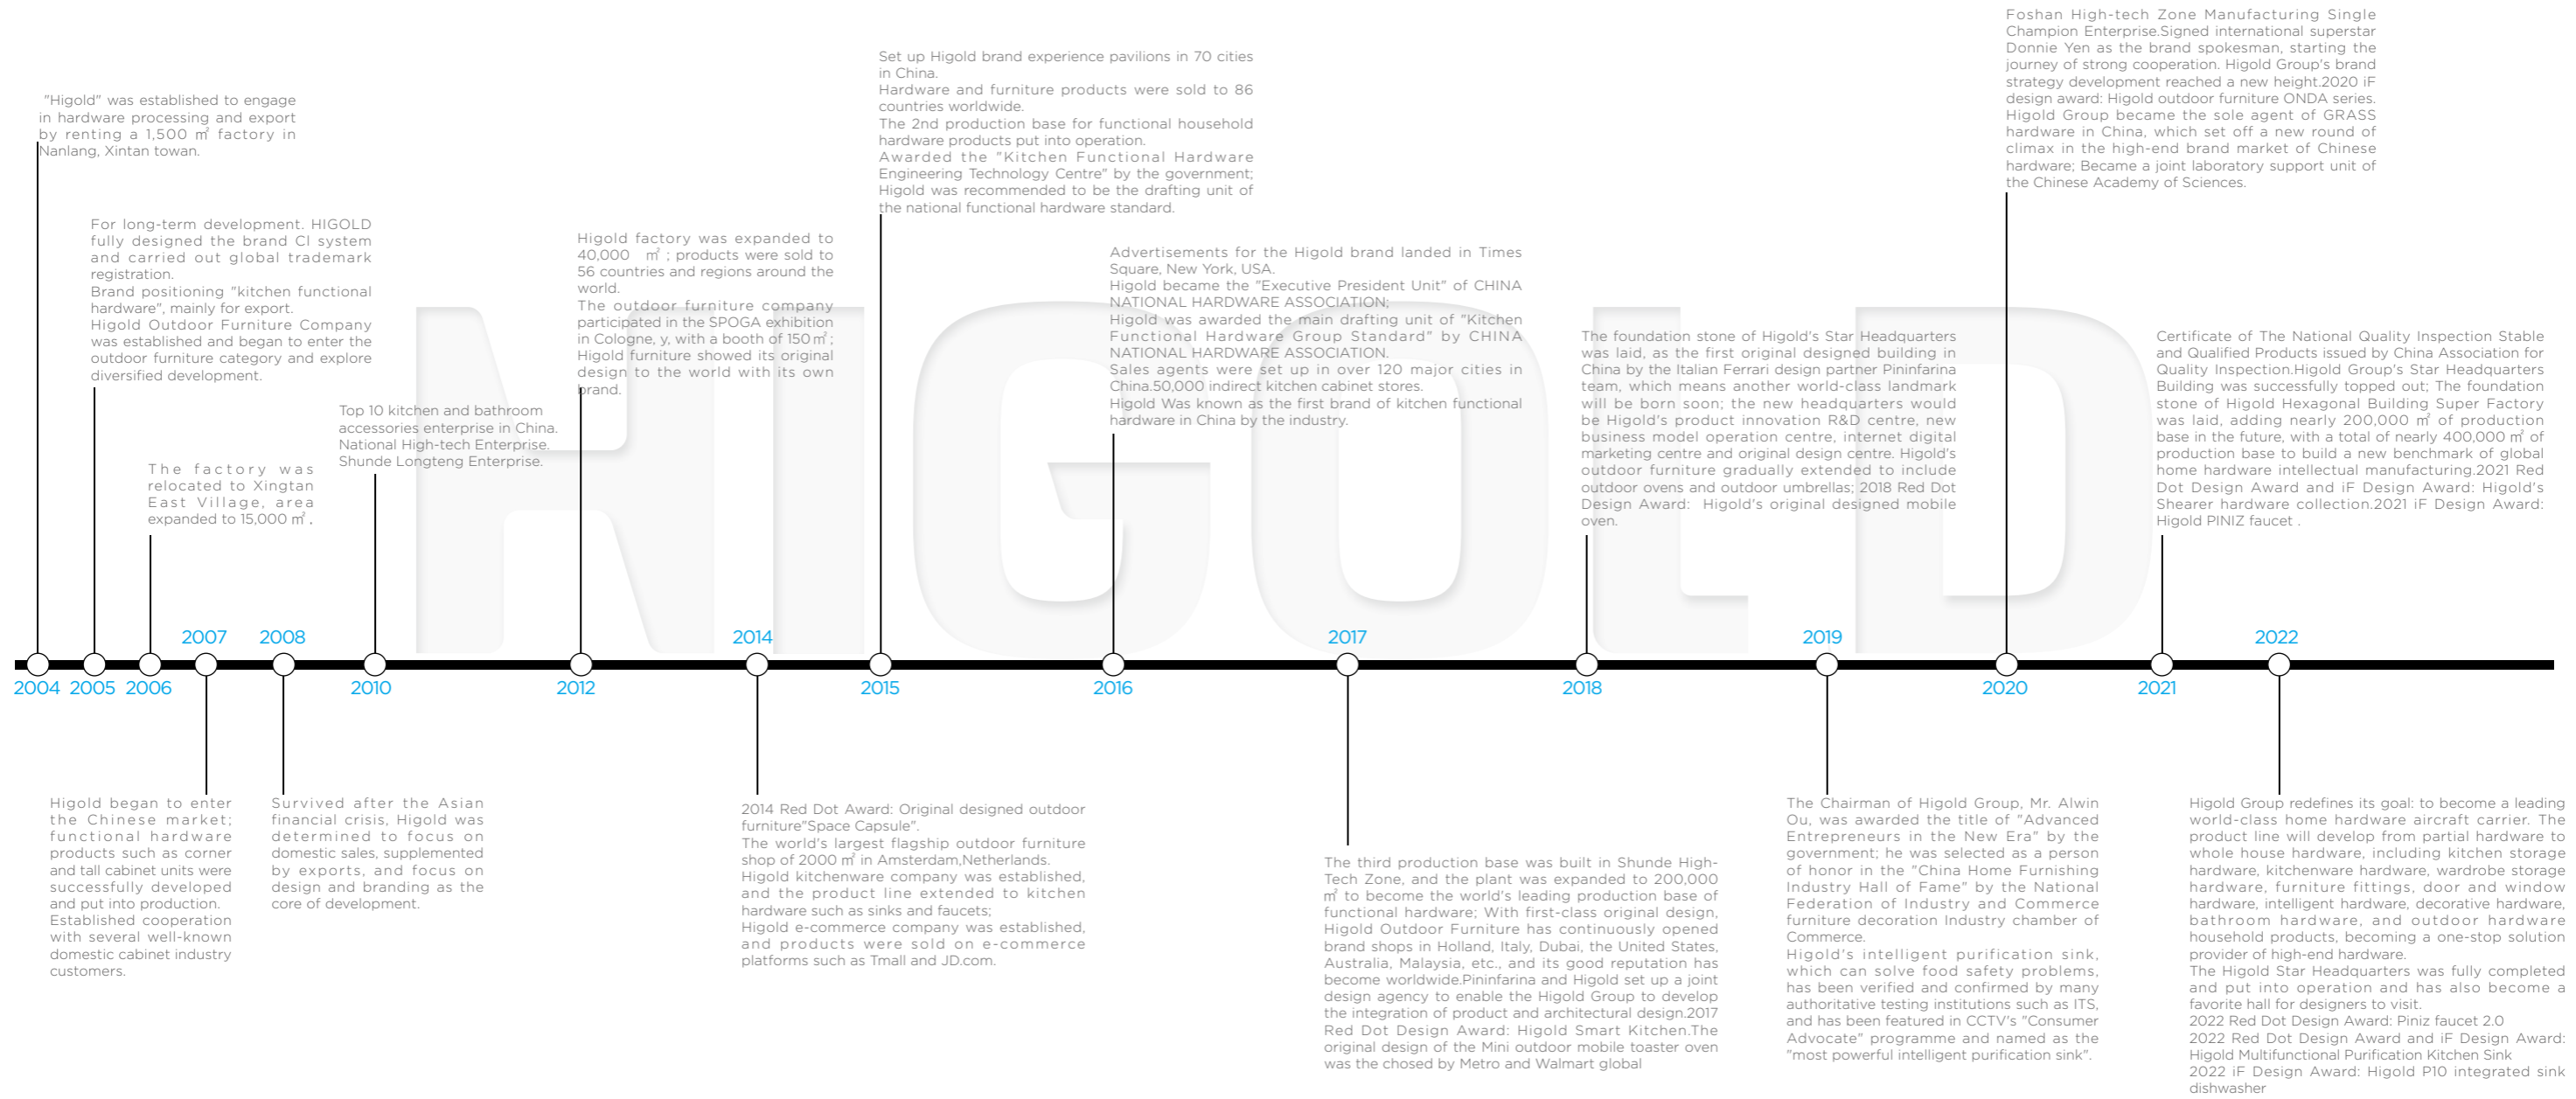 "Higold" was established to engage
in hardware processing and export
by renting a 1,500 ㎡ factory in
Nanlang, Xintan towan.
2004
For long-term development. HIGOLD
fully designed the brand CI system
and carried out global trademark
registration.
Brand positioning "kitchen functional
hardware", mainly for export.
Higold Outdoor Furniture Company
was established and began to enter the
outdoor furniture category and explore
diversified development.
2005
The factory was
relocated to Xingtan
East Village, area
expanded to 15,000 ㎡ .
2006
2007
Higold began to enter
the Chinese market;
functional hardware
products such as corner
and tall cabinet units were
successfully developed
and put into production.
Established cooperation
with several well-known
domestic cabinet industry
customers.
2008
Survived after the Asian
financial crisis, Higold was
determined to focus on
domestic sales, supplemented
by exports, and focus on
design and branding as the
core of development.
Top 10 kitchen and bathroom
accessories enterprise in China.
National High-tech Enterprise.
Shunde Longteng Enterprise.
2010
Higold factory was expanded to
40,000 ㎡ ; products were sold to
56 countries and regions around the
world.
The outdoor furniture company
participated in the SPOGA exhibition
in Cologne, y, with a booth of 150㎡;
Higold furniture showed its original
design to the world with its own
brand.
2012
2014
2014 Red Dot Award: Original designed outdoor
furniture"Space Capsule".
The world's largest flagship outdoor furniture
shop of 2000 ㎡ in Amsterdam,Netherlands.
Higold kitchenware company was established,
and the product line extended to kitchen
hardware such as sinks and faucets;
Higold e-commerce company was established,
and products were sold on e-commerce
platforms such as Tmall and JD.com.
Set up Higold brand experience pavilions in 70 cities
in China.
Hardware and furniture products were sold to 86
countries worldwide.
The 2nd production base for functional household
hardware products put into operation.
Awarded the "Kitchen Functional Hardware
Engineering Technology Centre" by the government;
Higold was recommended to be the drafting unit of
the national functional hardware standard.
2015
Advertisements for the Higold brand landed in Times
Square, New York, USA.
Higold became the "Executive President Unit" of CHINA
NATIONAL HARDWARE ASSOCIATION;
Higold was awarded the main drafting unit of "Kitchen
Functional Hardware Group Standard" by CHINA
NATIONAL HARDWARE ASSOCIATION.
Sales agents were set up in over 120 major cities in
China.50,000 indirect kitchen cabinet stores.
Higold Was known as the first brand of kitchen functional
hardware in China by the industry.
2016
2017
The third production base was built in Shunde High-
Tech Zone, and the plant was expanded to 200,000
㎡ to become the world's leading production base of
functional hardware; With first-class original design,
Higold Outdoor Furniture has continuously opened
brand shops in Holland, Italy, Dubai, the United States,
Australia, Malaysia, etc., and its good reputation has
become worldwide.Pininfarina and Higold set up a joint
design agency to enable the Higold Group to develop
the integration of product and architectural design.2017
Red Dot Design Award: Higold Smart Kitchen.The
original design of the Mini outdoor mobile toaster oven
was the chosed by Metro and Walmart global
The foundation stone of Higold's Star Headquarters
was laid, as the first original designed building in
China by the Italian Ferrari design partner Pininfarina
team, which means another world-class landmark
will be born soon; the new headquarters would
be Higold's product innovation R&D centre, new
business model operation centre, internet digital
marketing centre and original design centre. Higold's
outdoor furniture gradually extended to include
outdoor ovens and outdoor umbrellas; 2018 Red Dot
Design Award: Higold's original designed mobile
oven.
2018
2019
The Chairman of Higold Group, Mr. Alwin
Ou, was awarded the title of "Advanced
Entrepreneurs in the New Era" by the
government; he was selected as a person
of honor in the "China Home Furnishing
Industry Hall of Fame" by the National
Federation of Industry and Commerce
furniture decoration Industry chamber of
Commerce.
Higold's intelligent purification sink,
which can solve food safety problems,
has been verified and confirmed by many
authoritative testing institutions such as ITS,
and has been featured in CCTV's "Consumer
Advocate" programme and named as the
"most powerful intelligent purification sink".
Foshan High-tech Zone Manufacturing Single
Champion Enterprise.Signed international superstar
Donnie Yen as the brand spokesman, starting the
journey of strong cooperation. Higold Group's brand
strategy development reached a new height.2020 iF
design award: Higold outdoor furniture ONDA series.
Higold Group became the sole agent of GRASS
hardware in China, which set off a new round of
climax in the high-end brand market of Chinese
hardware; Became a joint laboratory support unit of
the Chinese Academy of Sciences.
2020
Certificate of The National Quality Inspection Stable
and Qualified Products issued by China Association for
Quality Inspection.Higold Group's Star Headquarters
Building was successfully topped out; The foundation
stone of Higold Hexagonal Building Super Factory
was laid, adding nearly 200,000 ㎡ of production
base in the future, with a total of nearly 400,000 ㎡ of
production base to build a new benchmark of global
home hardware intellectual manufacturing.2021 Red
Dot Design Award and iF Design Award: Higold's
Shearer hardware collection.2021 iF Design Award:
Higold PINIZ faucet .
2021
2022
Higold Group redefines its goal: to become a leading
world-class home hardware aircraft carrier. The
product line will develop from partial hardware to
whole house hardware, including kitchen storage
hardware, kitchenware hardware, wardrobe storage
hardware, furniture fittings, door and window
hardware, intelligent hardware, decorative hardware,
bathroom hardware, and outdoor hardware
household products, becoming a one-stop solution
provider of high-end hardware.
The Higold Star Headquarters was fully completed
and put into operation and has also become a
favorite hall for designers to visit.
2022 Red Dot Design Award: Piniz faucet 2.0
2022 Red Dot Design Award and iF Design Award:
Higold Multifunctional Purification Kitchen Sink
2022 iF Design Award: Higold P10 integrated sink
dishwasher
HIGOLD